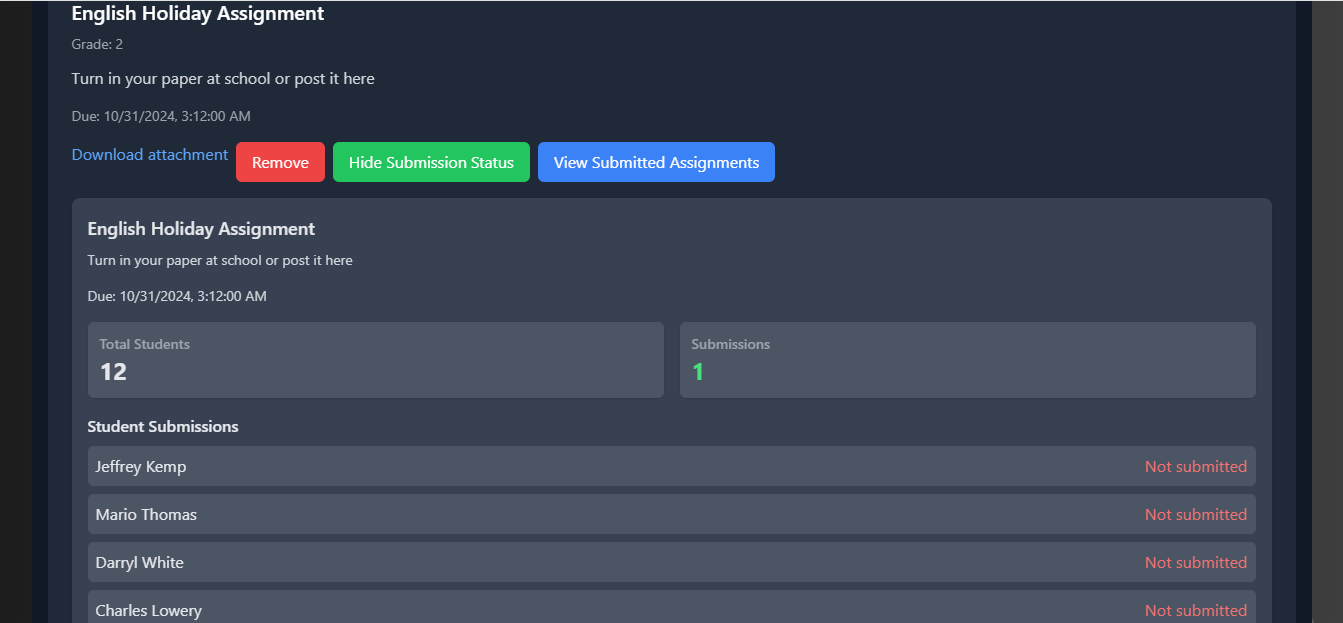 English Holiday Assignment
Grade: 2
Turn in your paper at school or post it here
Due: 10/31/2024, 3:12:00 AM
Download attachment Remove Hide Submission Status View Submitted Assignments
English Holiday Assignment
Turn in your paper at school or post it here
Due: 10/31/2024, 3:12:00 AM
Total Students Submissions
12 1
Student Submissions
Jeffrey Kemp Not submitted
Mario Thomas Not submitted
Darryl White Not submitted
Charles Lowery Not submitted